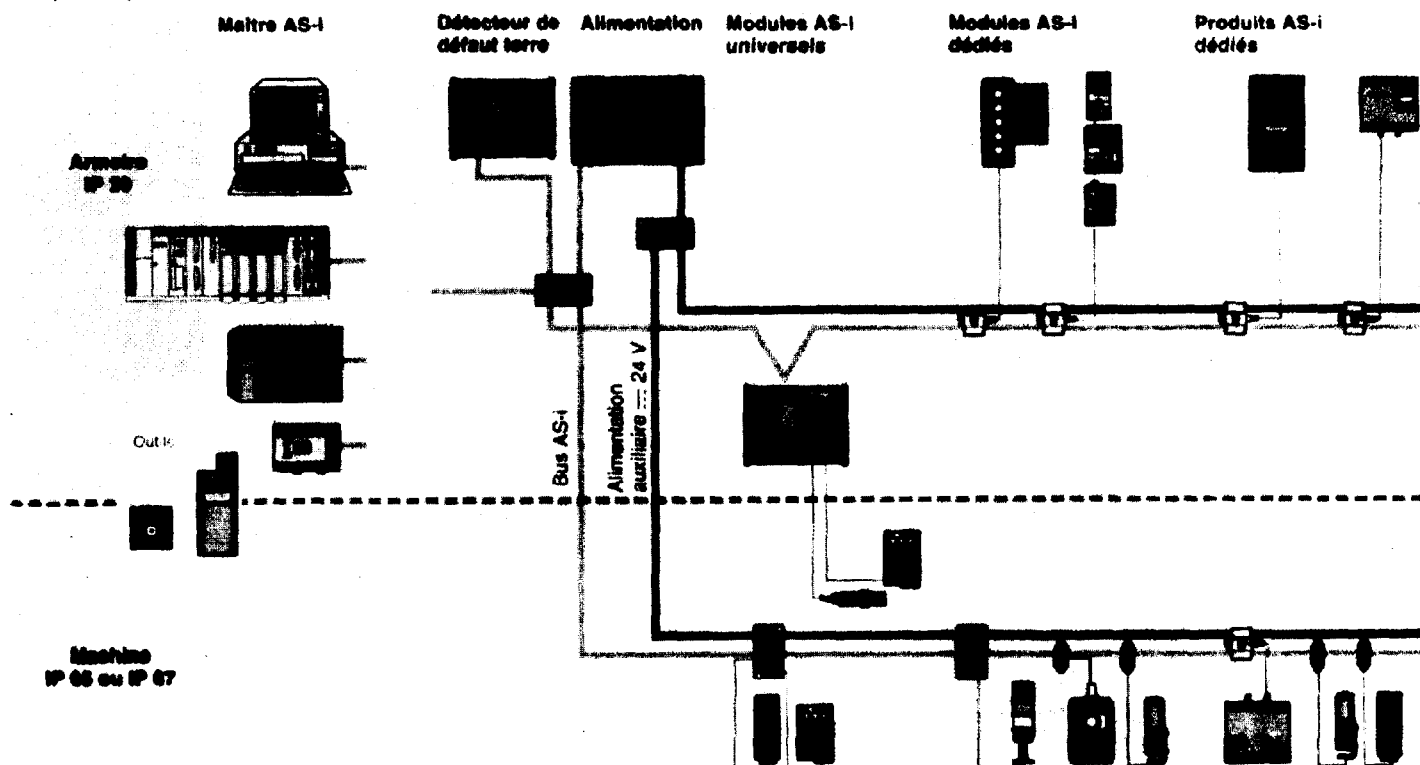 Maître AS-i
Détecteur de
défaut terre
Alimentation
Modules AS-i
universels
Modules AS-i
dédiés
Produits AS-i
dédiés
Armoire
IP 20
Outils
Bus AS-i
Alimentation
auxiliaire ⎓ 24 V
Machine
IP 65 ou IP 67